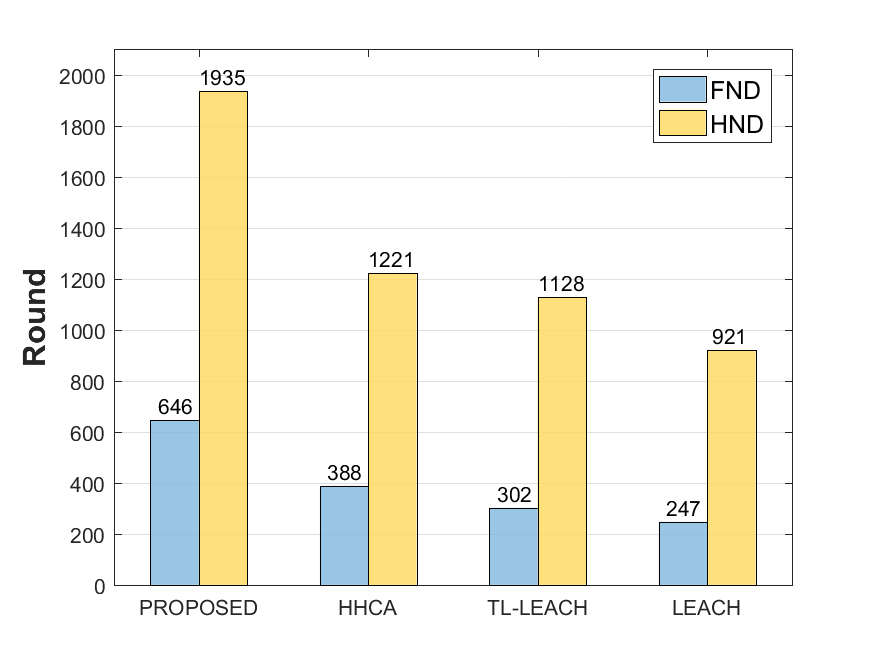 Round
2000
1800
1600
1400
1200
1000
800
600
400
200
0
1935
646
1221
388
1128
302
921
247
FND
HND
PROPOSED
HHCA
TL-LEACH
LEACH